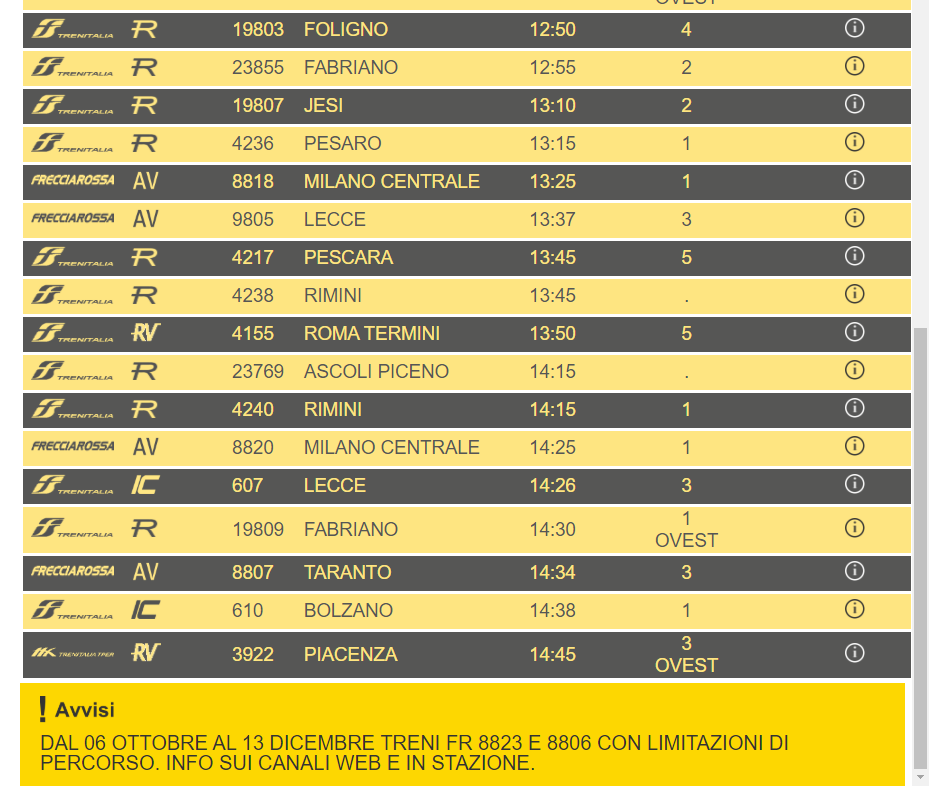 OVEST
TRENITALIA R 19803 FOLIGNO 12:50 4
TRENITALIA R 23855 FABRIANO 12:55 2
TRENITALIA R 19807 JESI 13:10 2
TRENITALIA R 4236 PESARO 13:15 1
FRECCIAROSSA AV 8818 MILANO CENTRALE 13:25 1
FRECCIAROSSA AV 9805 LECCE 13:37 3
TRENITALIA R 4217 PESCARA 13:45 5
TRENITALIA R 4238 RIMINI 13:45 .
TRENITALIA RV 4155 ROMA TERMINI 13:50 5
TRENITALIA R 23769 ASCOLI PICENO 14:15 .
TRENITALIA R 4240 RIMINI 14:15 1
FRECCIAROSSA AV 8820 MILANO CENTRALE 14:25 1
TRENITALIA IC 607 LECCE 14:26 3
TRENITALIA R 19809 FABRIANO 14:30 1
OVEST
FRECCIAROSSA AV 8807 TARANTO 14:34 3
TRENITALIA IC 610 BOLZANO 14:38 1
TRENITALIA TPER RV 3922 PIACENZA 14:45 3
OVEST
! Avvisi
DAL 06 OTTOBRE AL 13 DICEMBRE TRENI FR 8823 E 8806 CON LIMITAZIONI DI
PERCORSO. INFO SUI CANALI WEB E IN STAZIONE.